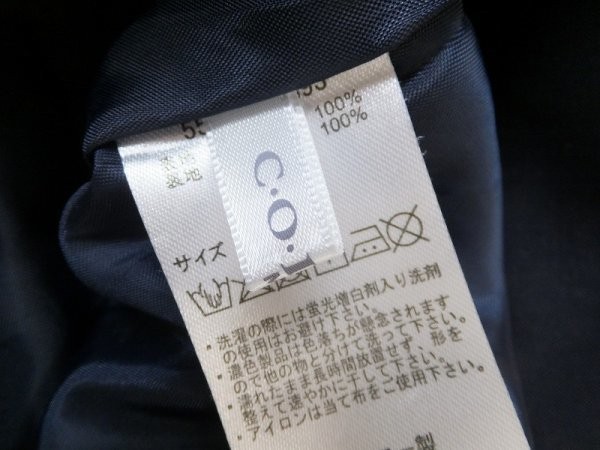 55
100%
100%
表地
裏地
C・O・
サイズ
・洗濯の際には蛍光増白剤入り洗剤
の使用はお避け下さい。
・濃色製品は色落ちが懸念されます
ので他の物と分けて洗って下さい。
・濡れたまま長時間放置せず、形を
整えて速やかに干して下さい。
・アイロンは当て布をご使用下さい。
製